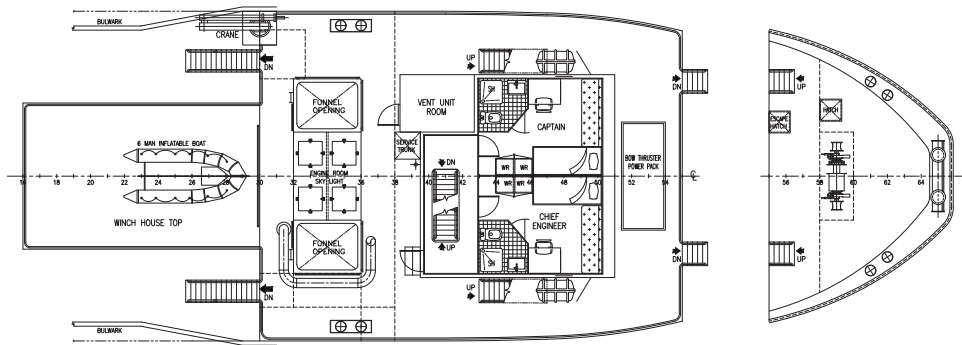 BULWARK
CRANE
DN
FUNNEL
OPENING
VENT UNIT
ROOM
UP
SH
CAPTAIN
DN
UP
ESCAPE
HATCH
HATCH
6 MAN INFLATABLE BOAT
SERVICE
TRUNK
DN
WR WR
WR WR
BOW THRUSTER
POWER PACK
16 18 20 22 24 26 28 30 32 34 36 38 40 42 44 46 48 50 52 54 56 58 60 62 64
ENGINE ROOM
SKY-LIGHT
WINCH HOUSE TOP
CHIEF
ENGINEER
FUNNEL
OPENING
UP
SH
DN
UP
DN
UP
BULWARK